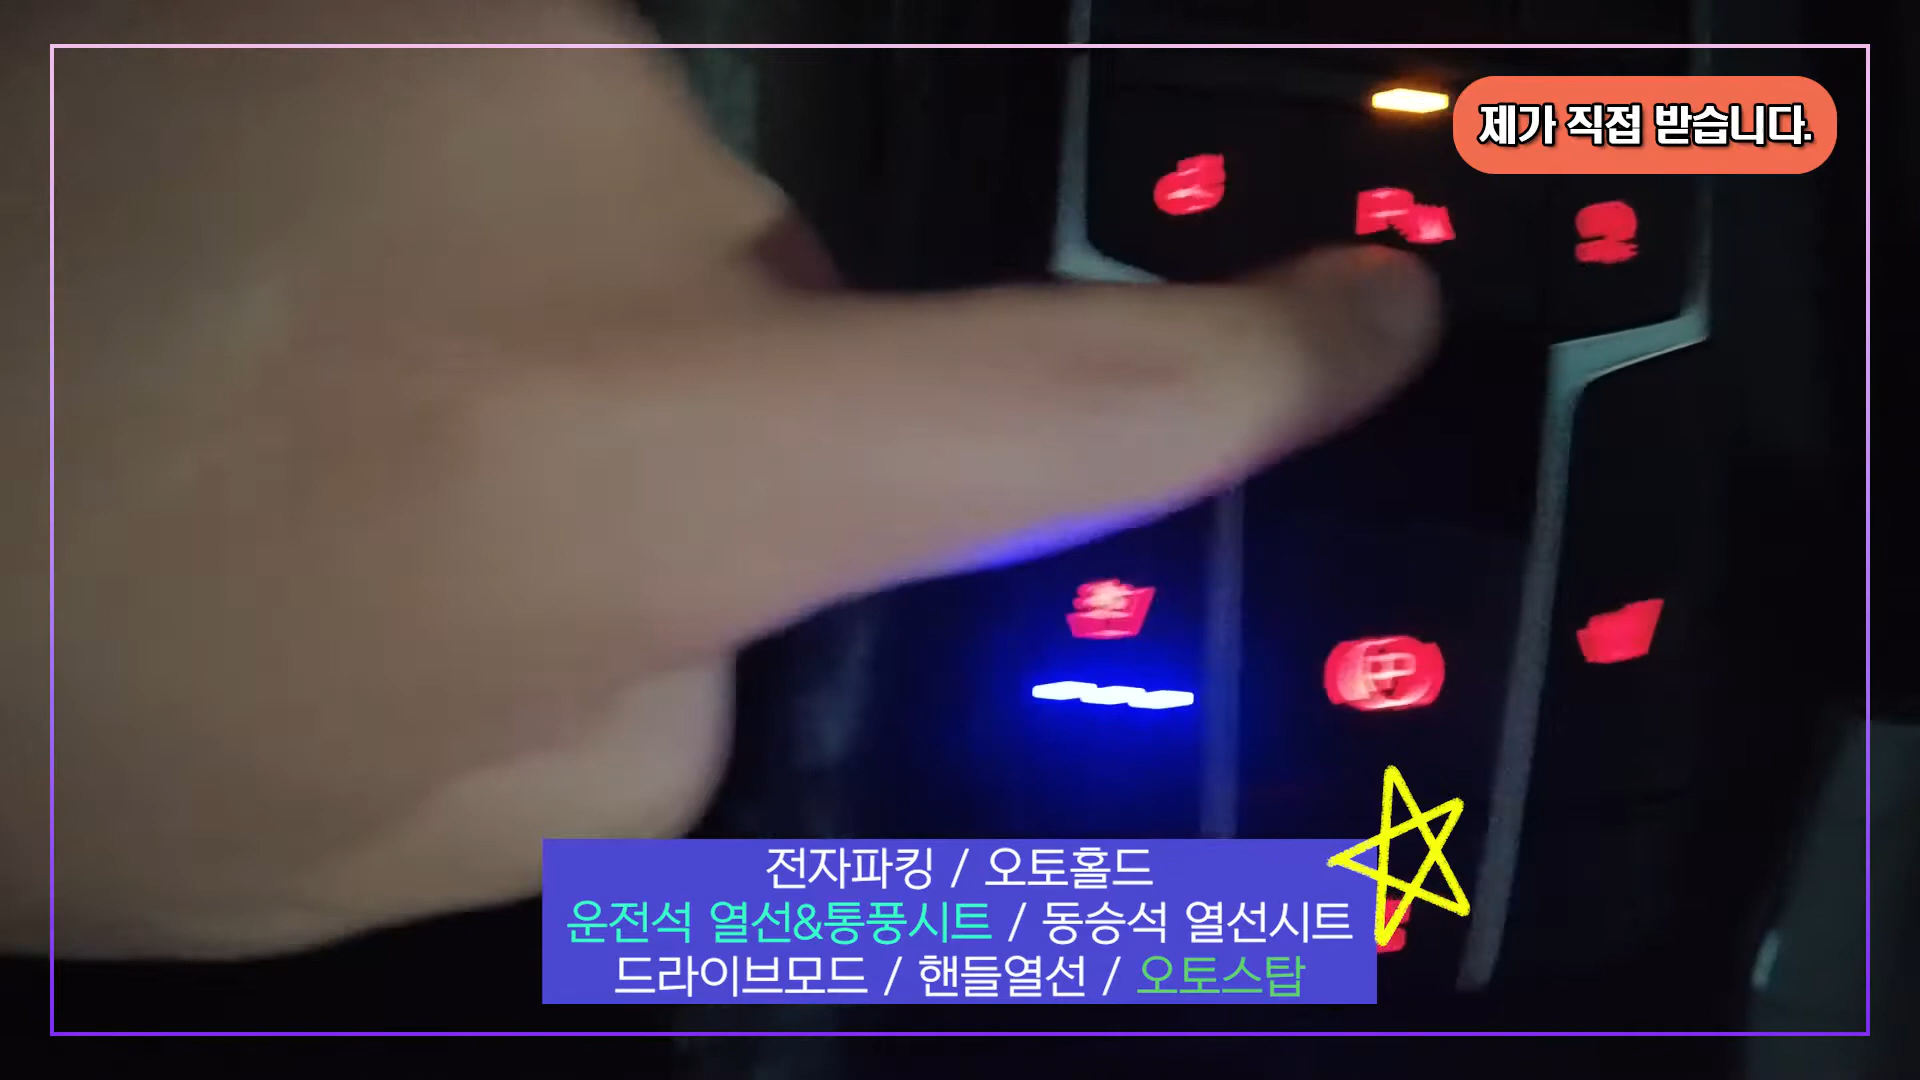 제가 직접 받습니다.
전자파킹 / 오토홀드
운전석 열선&통풍시트 / 동승석 열선시트
드라이브모드 / 핸들열선 / 오토스탑